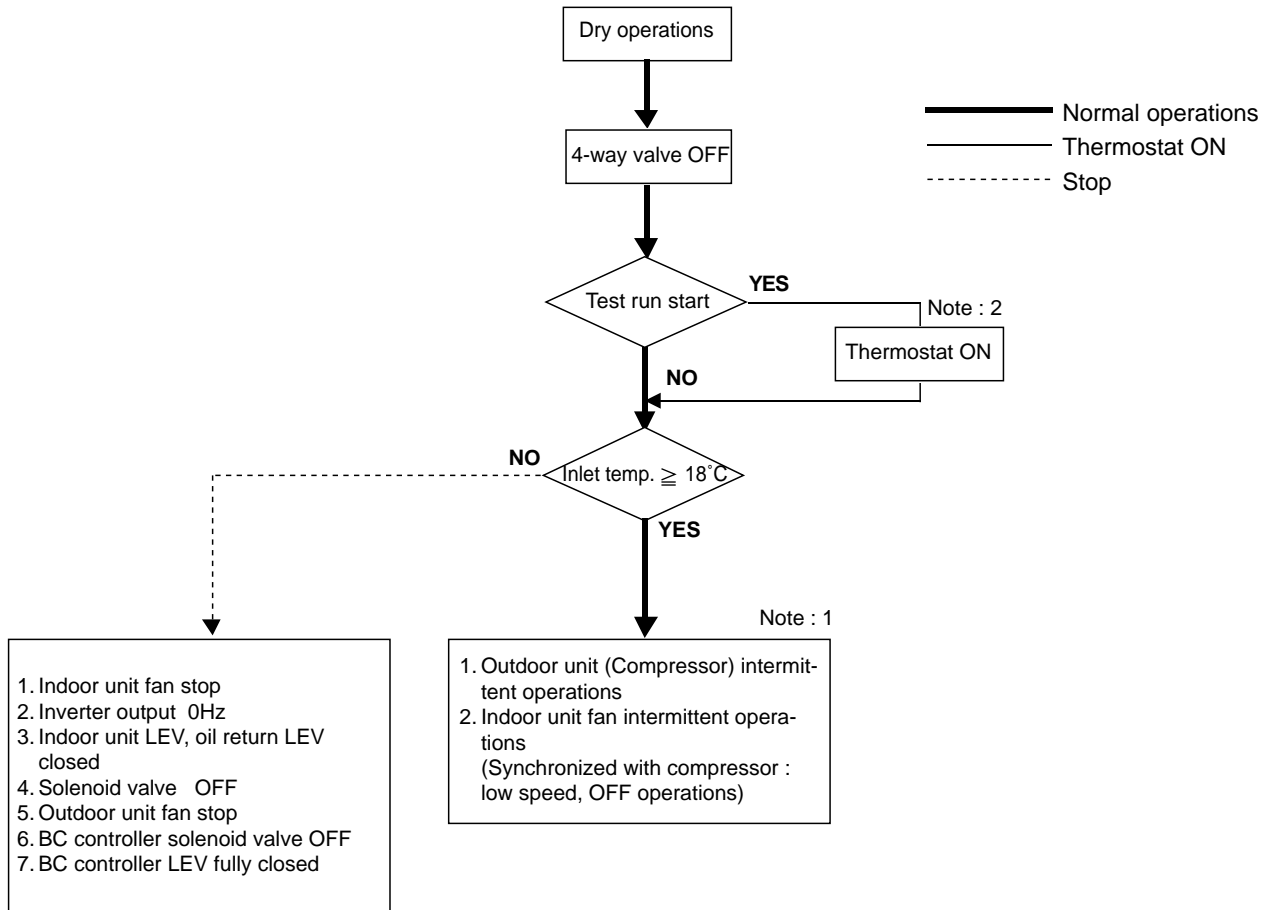 Dry operations
Normal operations
Thermostat ON
Stop
4-way valve OFF
Test run start
YES
Note : 2
Thermostat ON
NO
Inlet temp. ≧ 18˚C
NO
YES
Note : 1
1. Indoor unit fan stop
2. Inverter output 0Hz
3. Indoor unit LEV, oil return LEV
closed
4. Solenoid valve OFF
5. Outdoor unit fan stop
6. BC controller solenoid valve OFF
7. BC controller LEV fully closed
1. Outdoor unit (Compressor) intermit-
tent operations
2. Indoor unit fan intermittent opera-
tions
(Synchronized with compressor :
low speed, OFF operations)